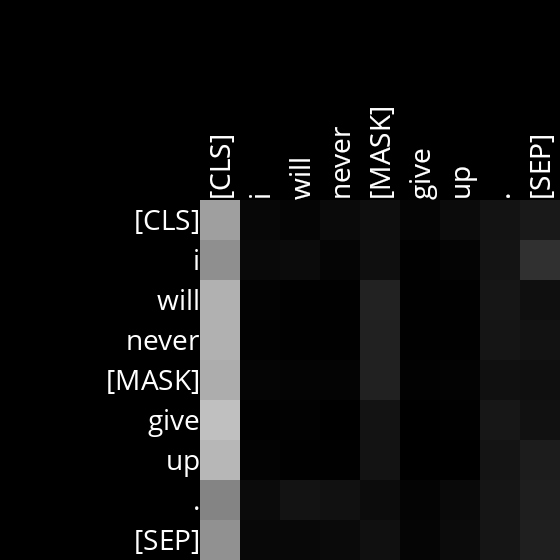 [CLS] i will never [MASK] give up . [SEP]
[CLS]
i
will
never
[MASK]
give
up
.
[SEP]